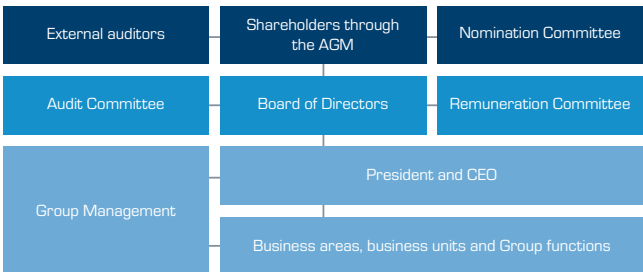 External auditors
Shareholders through
the AGM
Nomination Committee
Audit Committee
Board of Directors
Remuneration Committee
Group Management
President and CEO
Business areas, business units and Group functions